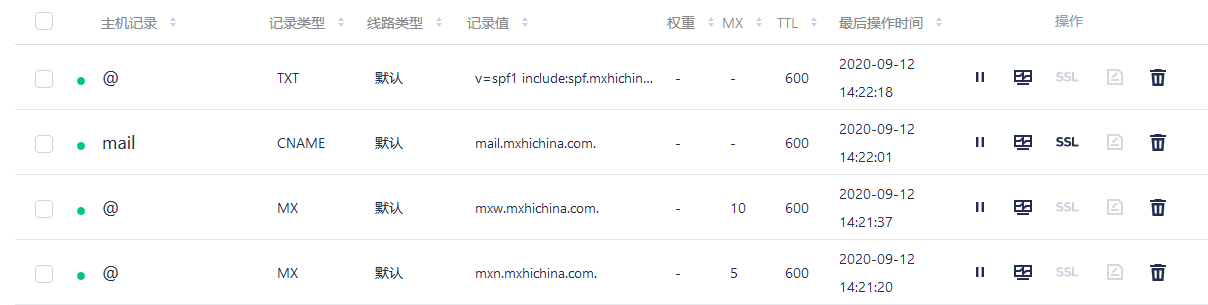 主机记录 记录类型 线路类型 记录值 权重 MX TTL 最后操作时间 操作
@ TXT 默认 v=spf1 include:spf.mxhichin... - - 600 2020-09-12 14:22:18 SSL
mail CNAME 默认 mail.mxhichina.com. - - 600 2020-09-12 14:22:01 SSL
@ MX 默认 mxw.mxhichina.com. - 10 600 2020-09-12 14:21:37 SSL
@ MX 默认 mxn.mxhichina.com. - 5 600 2020-09-12 14:21:20 SSL